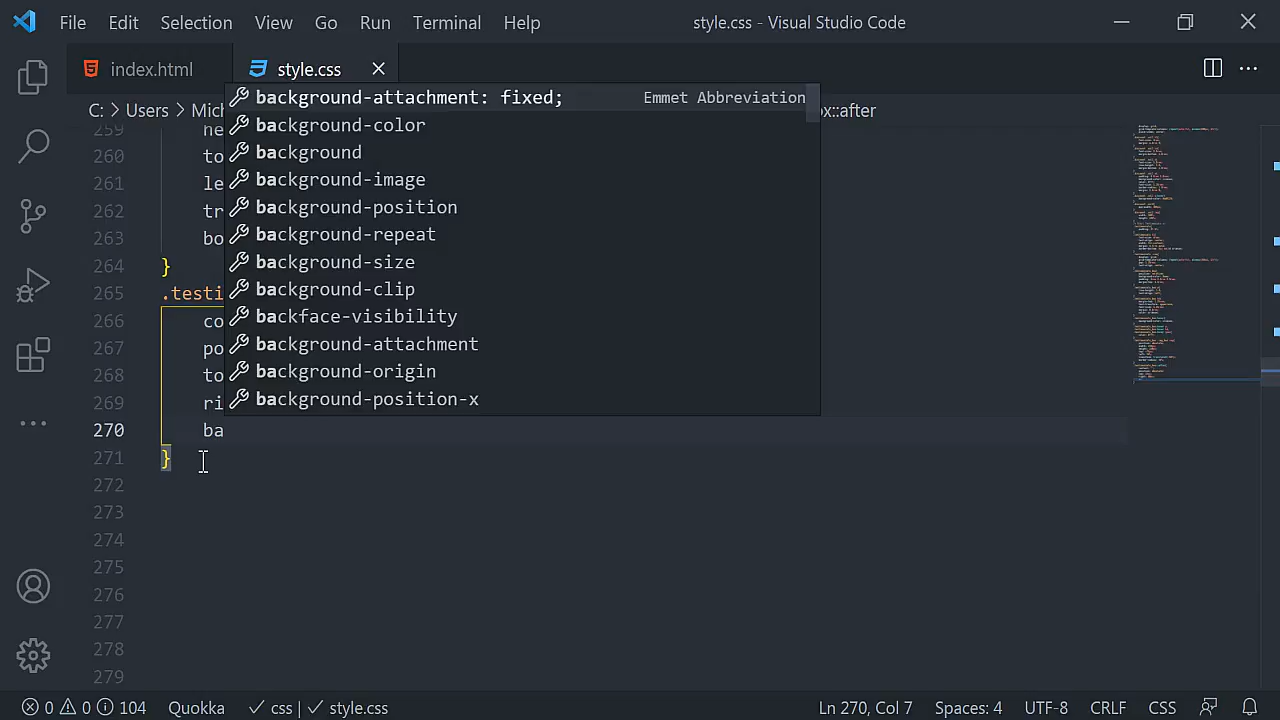 File Edit Selection View Go Run Terminal Help style.css - Visual Studio Code
index.html style.css
C: > Users > Mich x::after
background-attachment: fixed; Emmet Abbreviation
background-color
background
background-image
background-position
background-repeat
background-size
background-clip
backface-visibilit
background-attachment
background-origin
background-position-x
259 he
260 to
261 le
262 tr
263 bo
264 }
265 .testi
266 co
267 po
268 to
269 ri
270 ba
271 }
272
273
274
275
276
277
278
279
0 0 104 Quokka css | style.css Ln 270, Col 7 Spaces: 4 UTF-8 CRLF CSS